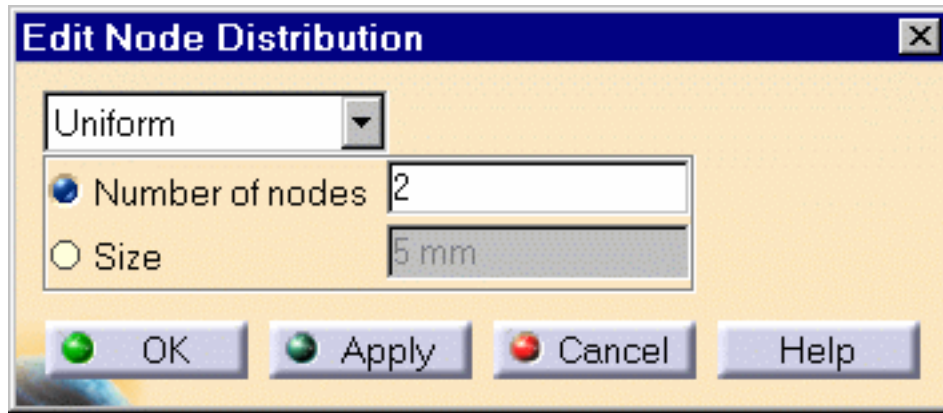 Edit Node Distribution
Uniform
Number of nodes 2
Size 5 mm
OK Apply Cancel Help